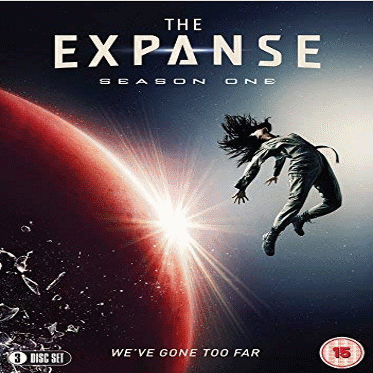 THE
EXPANSE
SEASON ONE
WE'VE GONE TOO FAR
3 DISC SET
15